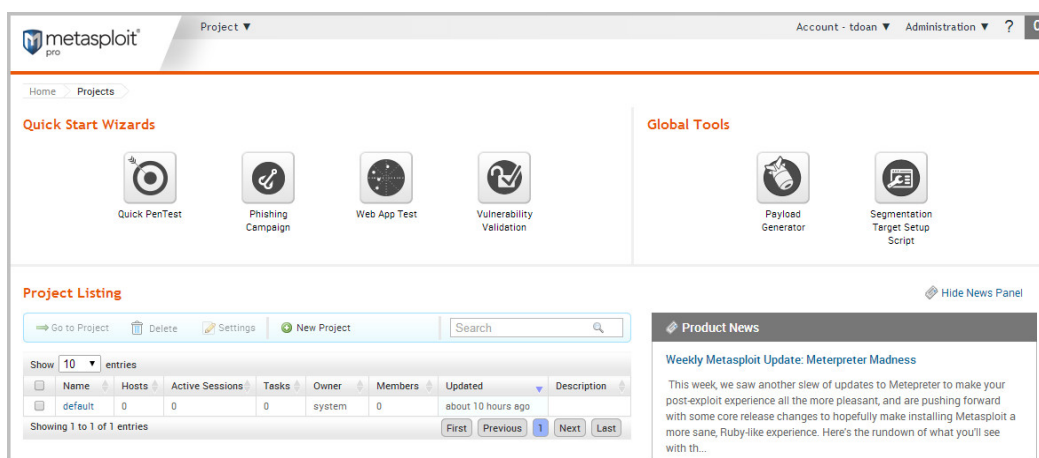 metasploit®
pro
Project ▼
Account - tdoan ▼ Administration ▼ ?
Home Projects
Quick Start Wizards
Global Tools
Quick PenTest
Phishing
Campaign
Web App Test
Vulnerability
Validation
Payload
Generator
Segmentation
Target Setup
Script
Project Listing
Hide News Panel
Go to Project Delete Settings New Project Search
Product News
Show 10 ▼ entries
Name Hosts Active Sessions Tasks Owner Members Updated Description
default 0 0 0 system 0 about 10 hours ago
Showing 1 to 1 of 1 entries First Previous 1 Next Last
Weekly Metasploit Update: Meterpreter Madness
This week, we saw another slew of updates to Metepreter to make your
post-exploit experience all the more pleasant, and are pushing forward
with some core release changes to hopefully make installing Metasploit a
more sane, Ruby-like experience. Here's the rundown of what you'll see
with th...